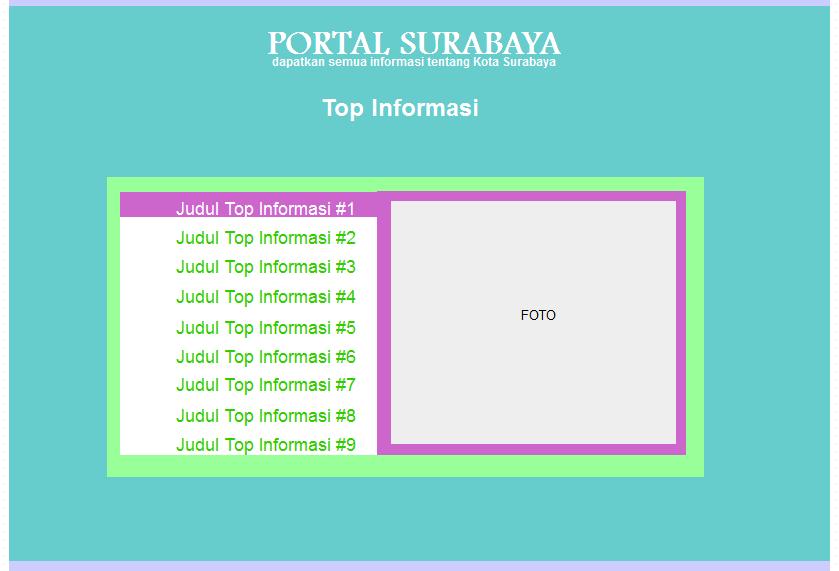 PORTAL SURABAYA
dapatkan semua informasi tentang Kota Surabaya
Top Informasi
Judul Top Informasi #1
Judul Top Informasi #2
Judul Top Informasi #3
Judul Top Informasi #4
Judul Top Informasi #5
Judul Top Informasi #6
Judul Top Informasi #7
Judul Top Informasi #8
Judul Top Informasi #9
FOTO